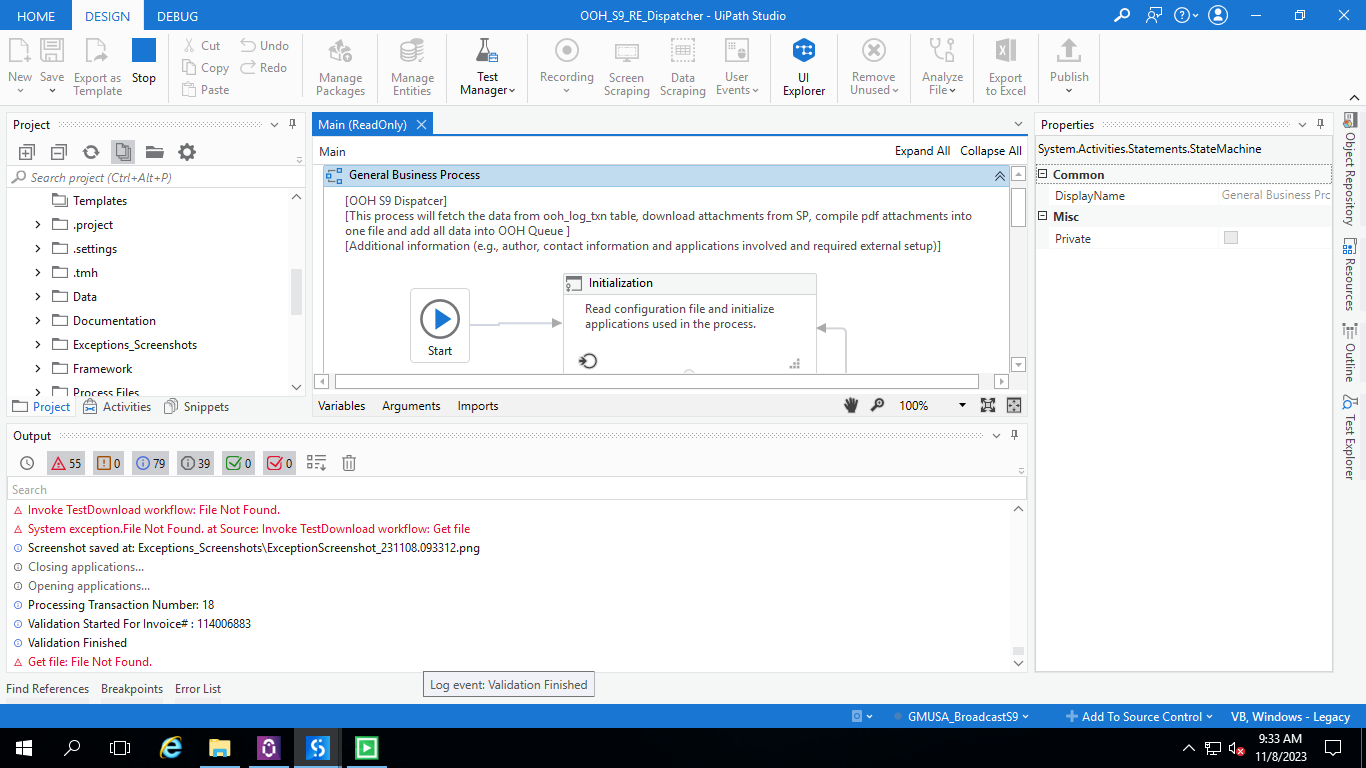 HOME DESIGN DEBUG OOH_S9_RE_Dispatcher - UiPath Studio
New Save Export as Template Stop
Cut Undo
Copy Redo
Paste
Manage Packages
Manage Entities
Test Manager
Recording
Screen Scraping
Data Scraping
User Events
UI Explorer
Remove Unused
Analyze File
Export to Excel
Publish
Project
Search project (Ctrl+Alt+P)
Templates
.project
.settings
.tmh
Data
Documentation
Exceptions_Screenshots
Framework
Process Files
Project Activities Snippets
Main (ReadOnly)
Main Expand All Collapse All
General Business Process
[OOH S9 Dispatcer]
[This process will fetch the data from ooh_log_txn table, download attachments from SP, compile pdf attachments into
one file and add all data into OOH Queue ]
[Additional information (e.g., author, contact information and applications involved and required external setup)]
Start
Initialization
Read configuration file and initialize
applications used in the process.
Variables Arguments Imports 100%
Properties
System.Activities.Statements.StateMachine
Common
DisplayName General Business Prc
Misc
Private
Object Repository
Resources
Outline
Test Explorer
Output
55 0 79 39 0 0
Search
Invoke TestDownload workflow: File Not Found.
System exception.File Not Found. at Source: Invoke TestDownload workflow: Get file
Screenshot saved at: Exceptions_Screenshots\ExceptionScreenshot_231108.093312.png
Closing applications...
Opening applications...
Processing Transaction Number: 18
Validation Started For Invoice# : 114006883
Validation Finished
Get file: File Not Found.
Log event: Validation Finished
Find References Breakpoints Error List
GMUSA_BroadcastS9 Add To Source Control VB, Windows - Legacy
9:33 AM
11/8/2023